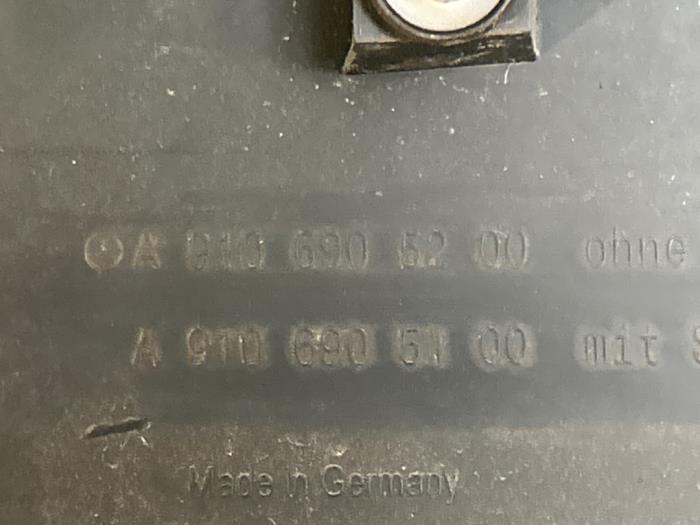 A 910 690 52 00 ohne
A 910 690 51 00 mit
Made in Germany